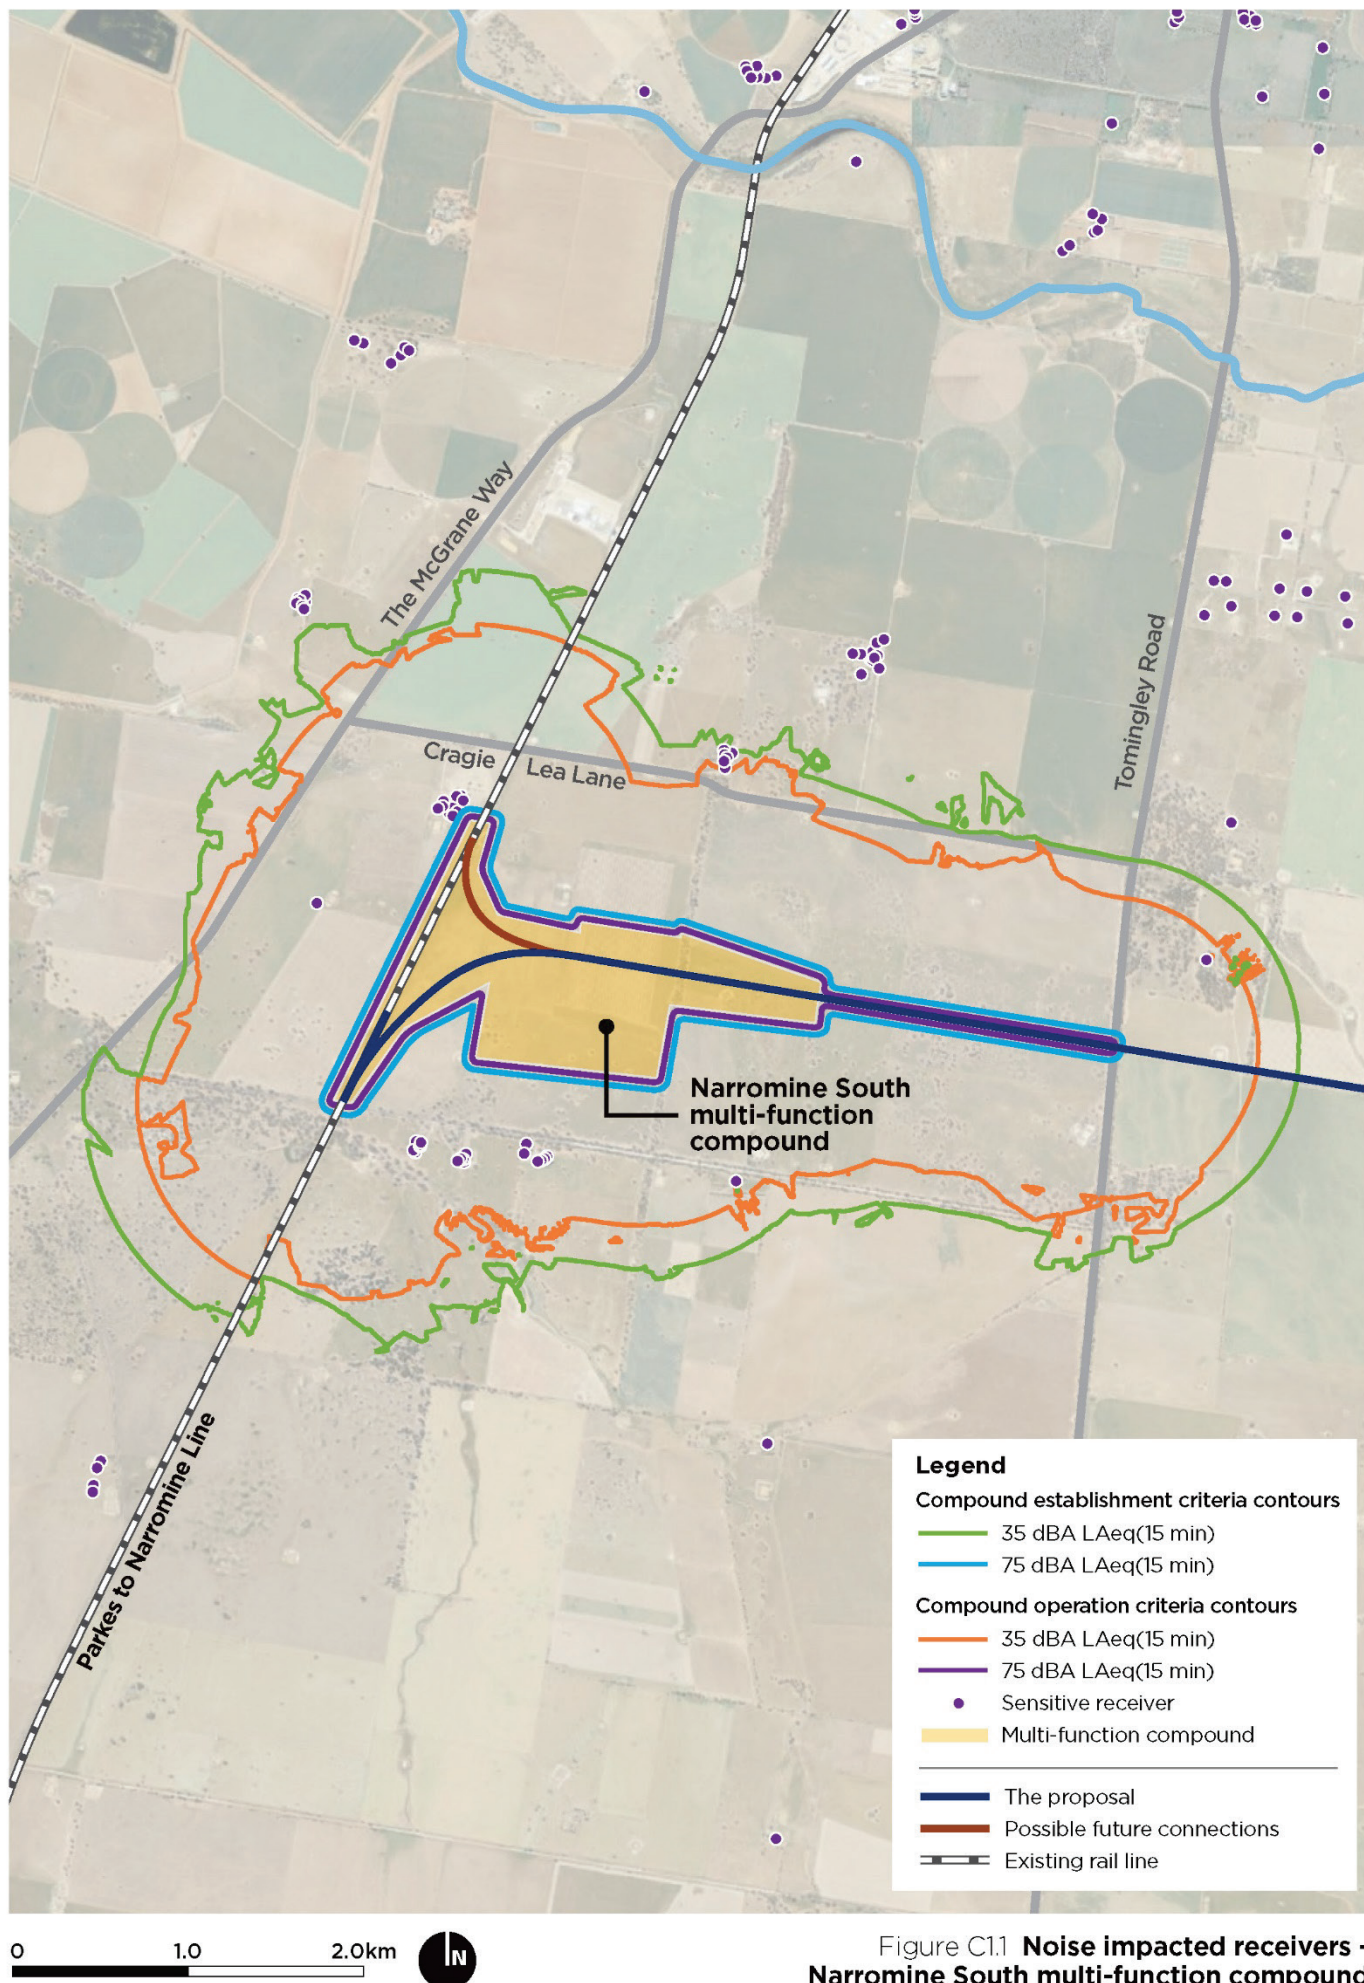 The McGrane Way
Cragie
Lea Lane
Tomingley Road
Narromine South
multi-function
compound
Parkes to Narromine Line
Legend
Compound establishment criteria contours
35 dBA LAeq(15 min)
75 dBA LAeq(15 min)
Compound operation criteria contours
35 dBA LAeq(15 min)
75 dBA LAeq(15 min)
Sensitive receiver
Multi-function compound
The proposal
Possible future connections
Existing rail line
0 1.0 2.0km
N
Figure C1.1 Noise impacted receivers -
Narromine South multi-function compound